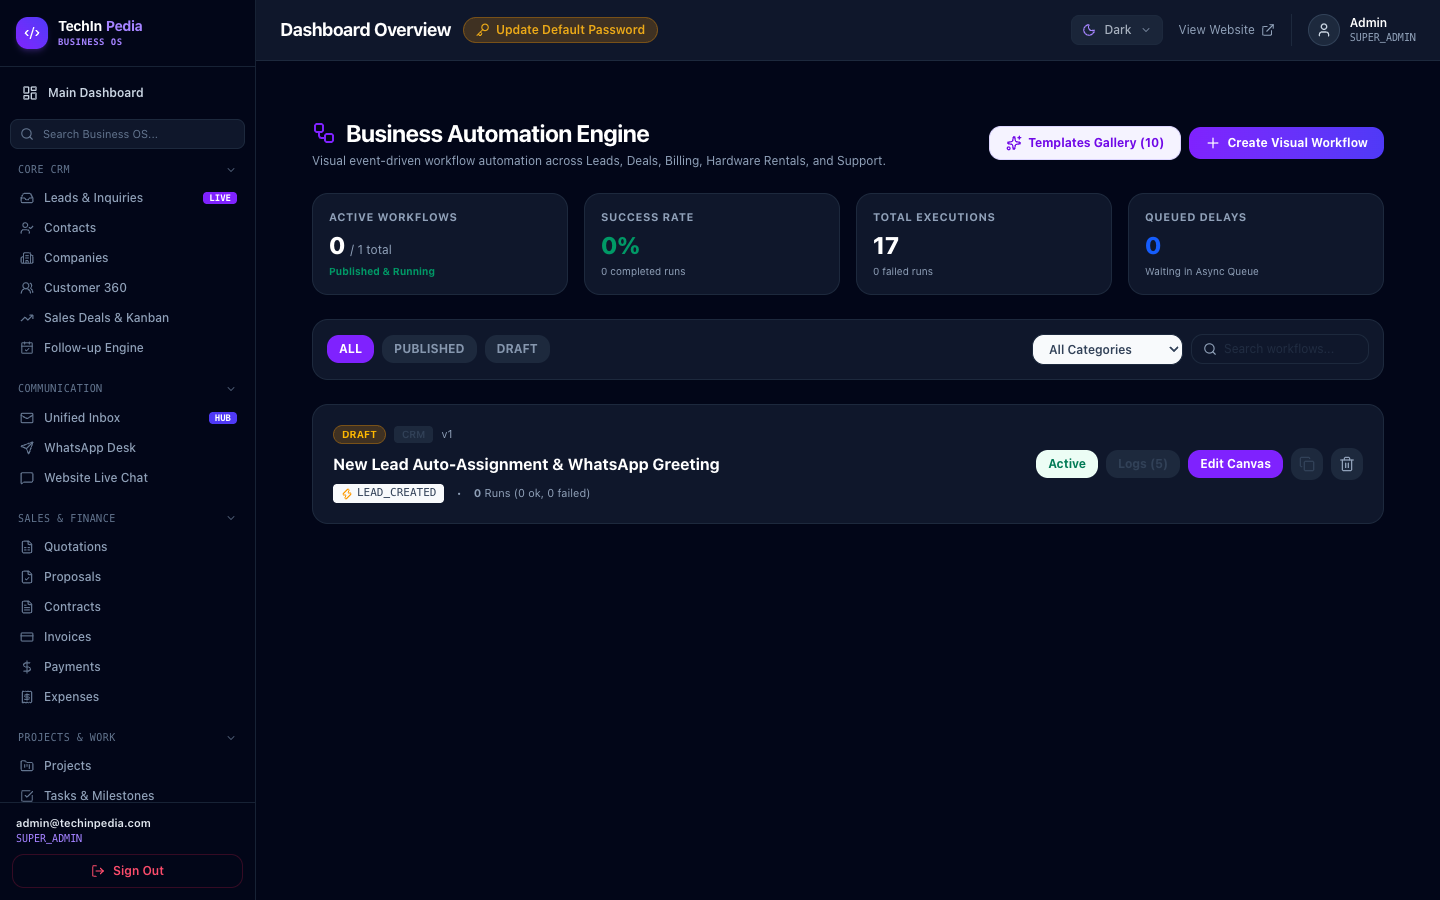 TechIn Pedia
BUSINESS OS
Main Dashboard
Search Business OS...
CORE CRM
Leads & Inquiries LIVE
Contacts
Companies
Customer 360
Sales Deals & Kanban
Follow-up Engine
COMMUNICATION
Unified Inbox HUB
WhatsApp Desk
Website Live Chat
SALES & FINANCE
Quotations
Proposals
Contracts
Invoices
Payments
Expenses
PROJECTS & WORK
Projects
Tasks & Milestones
admin@techinpedia.com
SUPER_ADMIN
Sign Out
Dashboard Overview Update Default Password
Dark View Website
Admin
SUPER_ADMIN
Business Automation Engine
Visual event-driven workflow automation across Leads, Deals, Billing, Hardware Rentals, and Support.
Templates Gallery (10) Create Visual Workflow
ACTIVE WORKFLOWS
0 / 1 total
Published & Running
SUCCESS RATE
0%
0 completed runs
TOTAL EXECUTIONS
17
0 failed runs
QUEUED DELAYS
0
Waiting in Async Queue
ALL PUBLISHED DRAFT All Categories Search workflows...
DRAFT CRM v1
New Lead Auto-Assignment & WhatsApp Greeting
LEAD_CREATED • 0 Runs (0 ok, 0 failed)
Active Logs (5) Edit Canvas